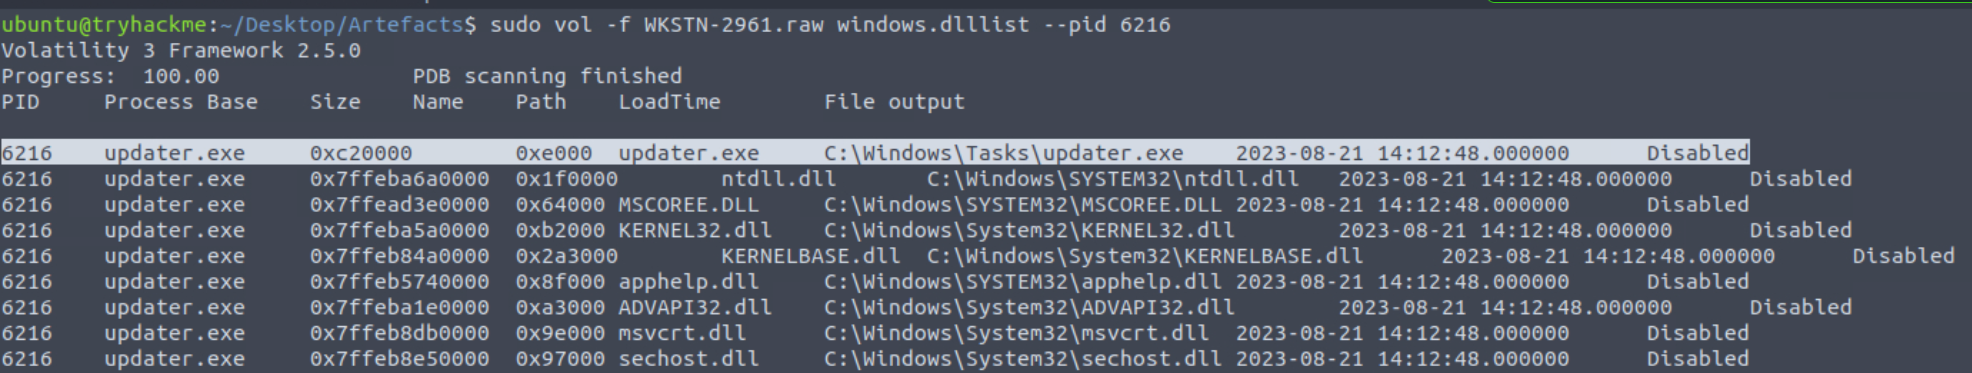 ubuntu@tryhackme:~/Desktop/Artefacts$ sudo vol -f WKSTN-2961.raw windows.dlllist --pid 6216
Volatility 3 Framework 2.5.0
Progress:  100.00               PDB scanning finished
PID     Process Base    Size    Name    Path    LoadTime        File output
6216    updater.exe     0xc20000        0xe000  updater.exe     C:\Windows\Tasks\updater.exe    2023-08-21 14:12:48.000000      Disabled
6216    updater.exe     0x7ffeba6a0000  0x1f0000        ntdll.dll       C:\Windows\SYSTEM32\ntdll.dll   2023-08-21 14:12:48.000000      Disabled
6216    updater.exe     0x7ffead3e0000  0x64000 MSCOREE.DLL     C:\Windows\SYSTEM32\MSCOREE.DLL 2023-08-21 14:12:48.000000      Disabled
6216    updater.exe     0x7ffeba5a0000  0xb2000 KERNEL32.dll    C:\Windows\System32\KERNEL32.dll        2023-08-21 14:12:48.000000      Disabled
6216    updater.exe     0x7ffeb84a0000  0x2a3000        KERNELBASE.dll  C:\Windows\System32\KERNELBASE.dll      2023-08-21 14:12:48.000000      Disabled
6216    updater.exe     0x7ffeb5740000  0x8f000 apphelp.dll     C:\Windows\SYSTEM32\apphelp.dll 2023-08-21 14:12:48.000000      Disabled
6216    updater.exe     0x7ffeba1e0000  0xa3000 ADVAPI32.dll    C:\Windows\System32\ADVAPI32.dll        2023-08-21 14:12:48.000000      Disabled
6216    updater.exe     0x7ffeb8db0000  0x9e000 msvcrt.dll      C:\Windows\System32\msvcrt.dll  2023-08-21 14:12:48.000000      Disabled
6216    updater.exe     0x7ffeb8e50000  0x97000 sechost.dll     C:\Windows\System32\sechost.dll 2023-08-21 14:12:48.000000      Disabled